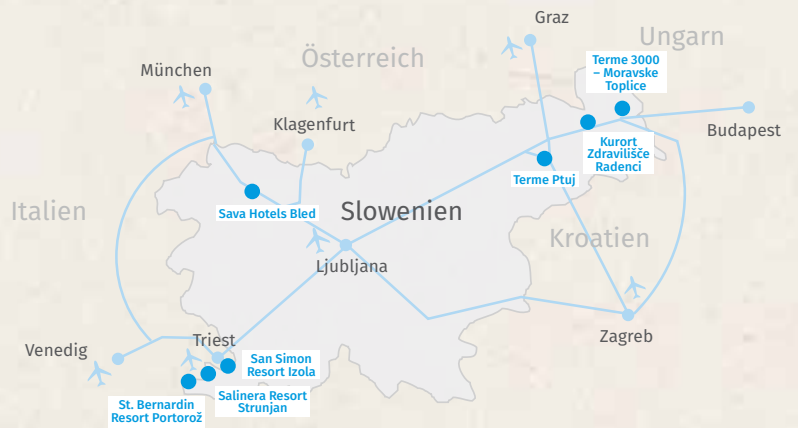 Graz
Ungarn
Österreich
Terme 3000
– Moravske
Toplice
München
Klagenfurt
Budapest
Kurort
Zdravilišče
Radenci
Terme Ptuj
Italien
Sava Hotels Bled
Slowenien
Kroatien
Ljubljana
Zagreb
Triest
Venedig
San Simon
Resort Izola
Salinera Resort
Strunjan
St. Bernardin
Resort Portorož